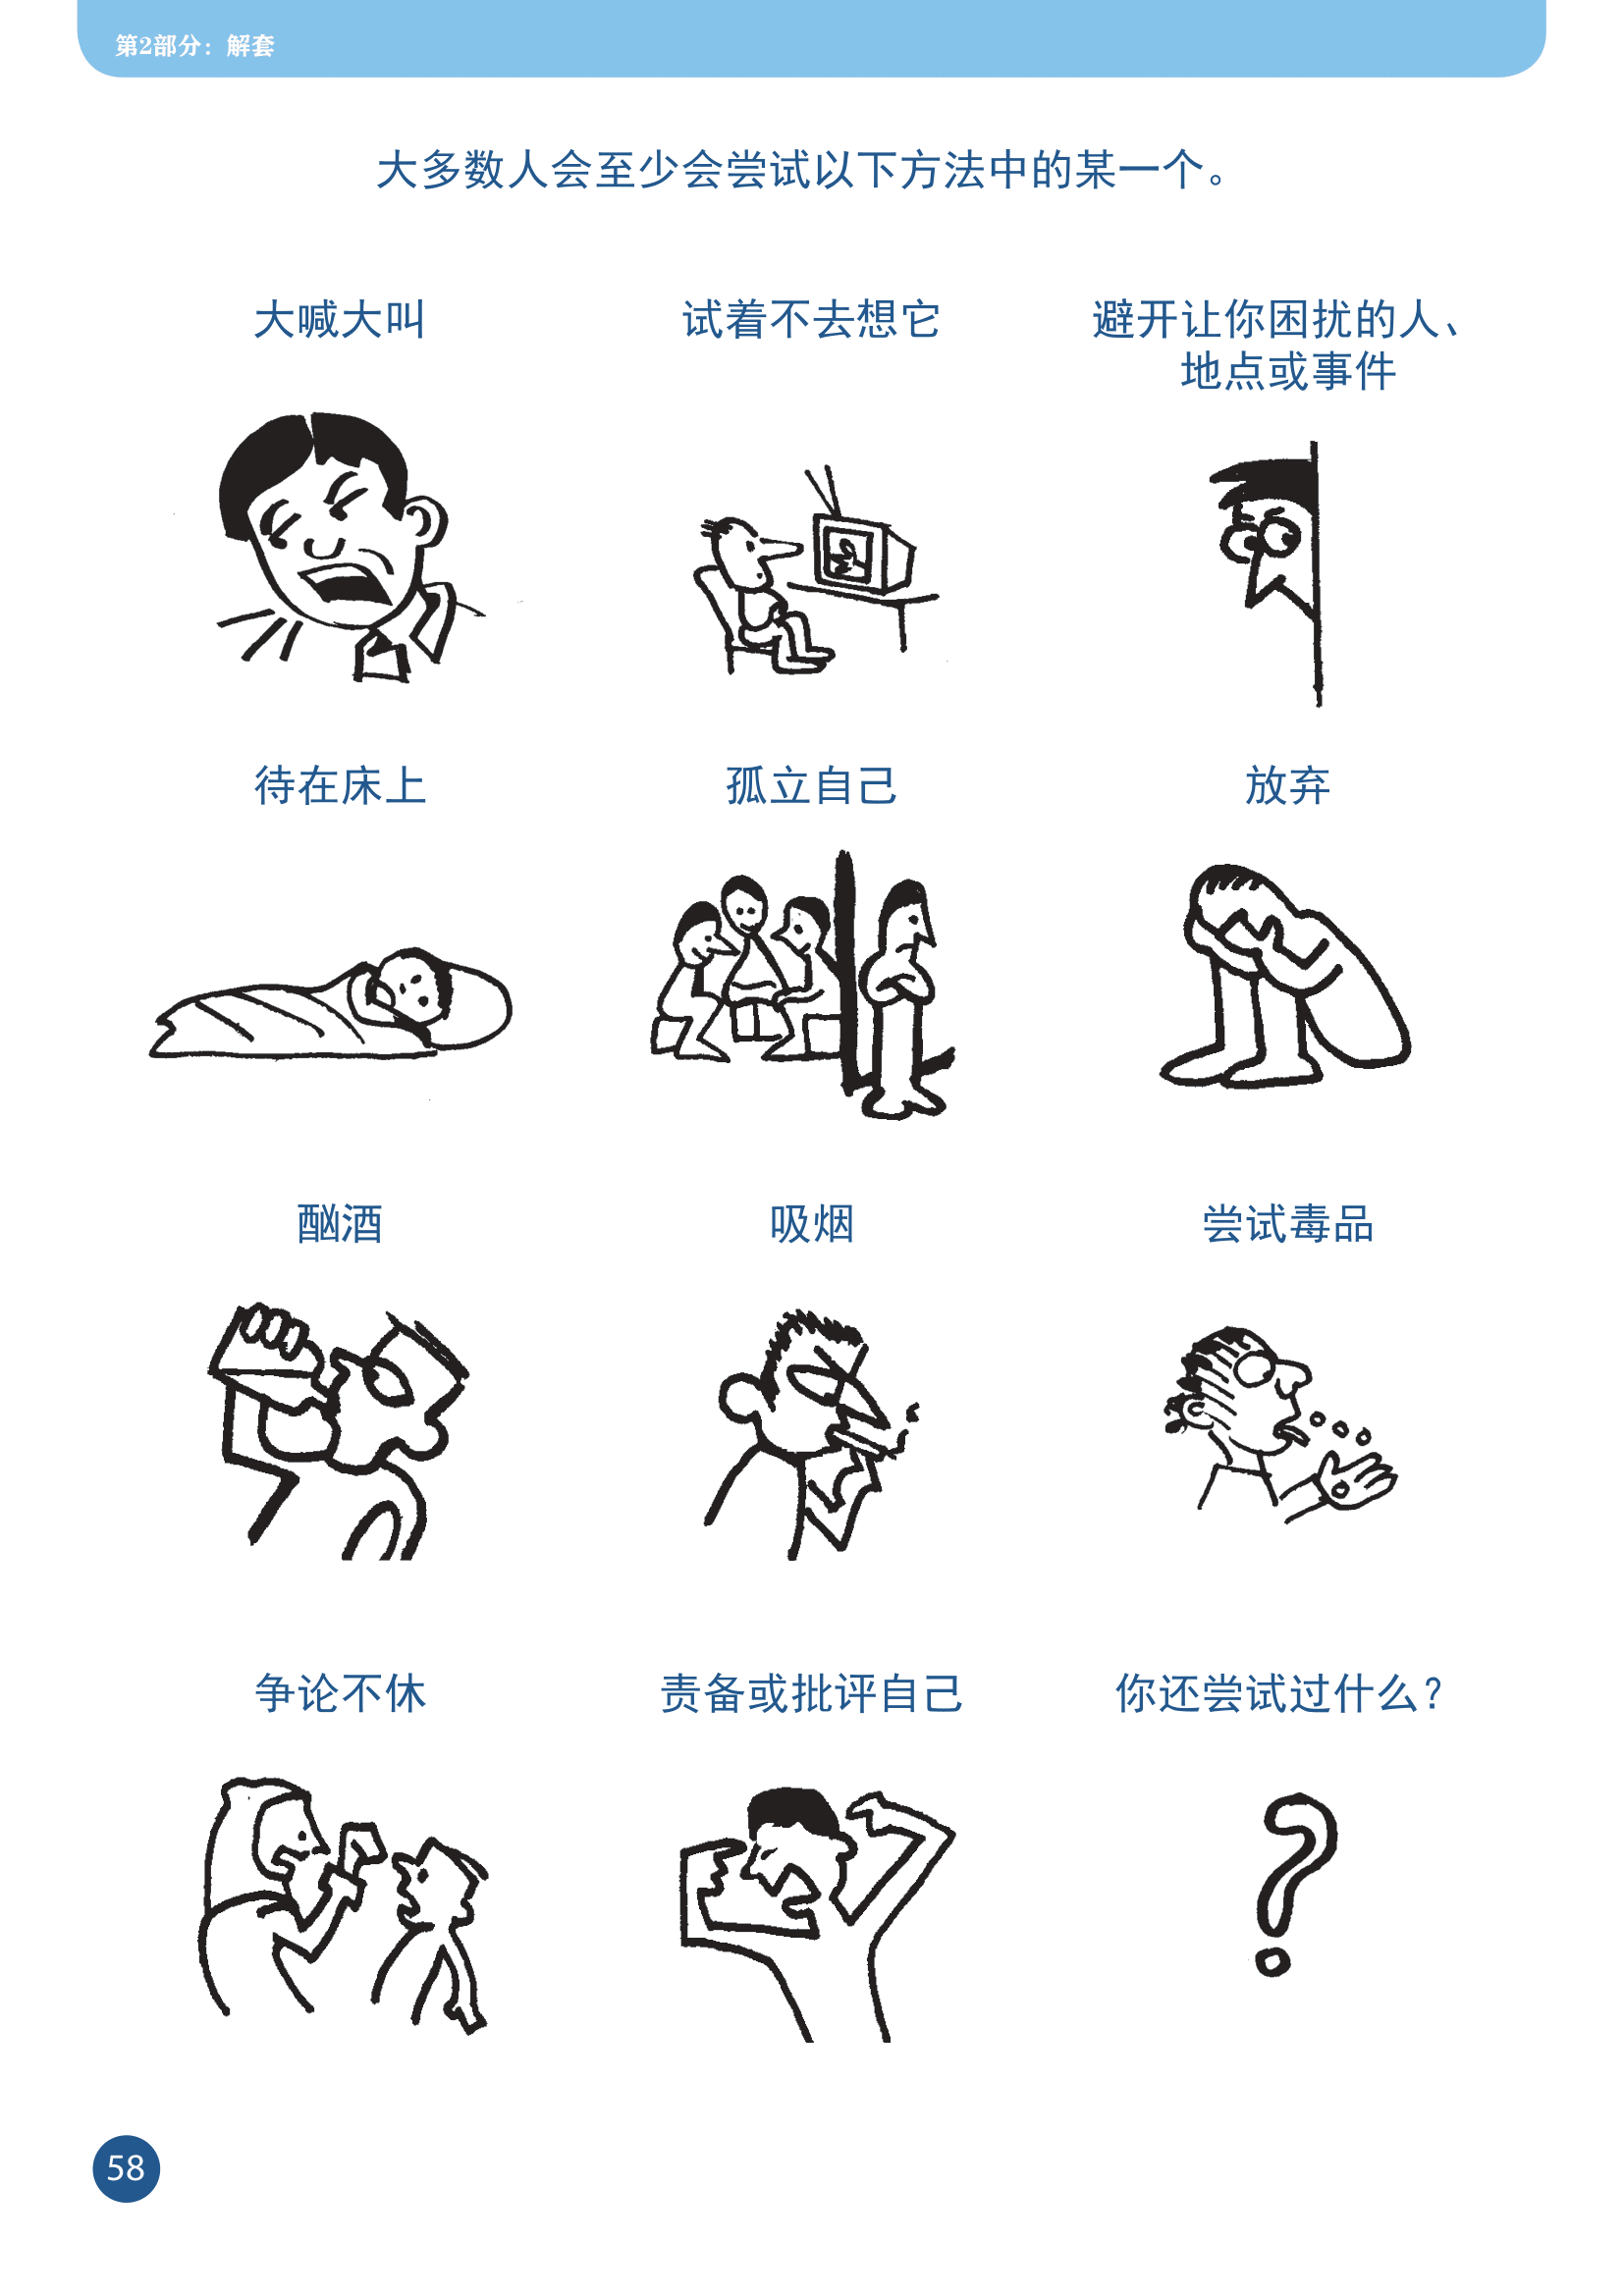 第2部分：解套
大多数人会至少会尝试以下方法中的某一个。
大喊大叫
试着不去想它
避开让你困扰的人、
地点或事件
待在床上
孤立自己
放弃
酗酒
吸烟
尝试毒品
争论不休
责备或批评自己
你还尝试过什么？
58